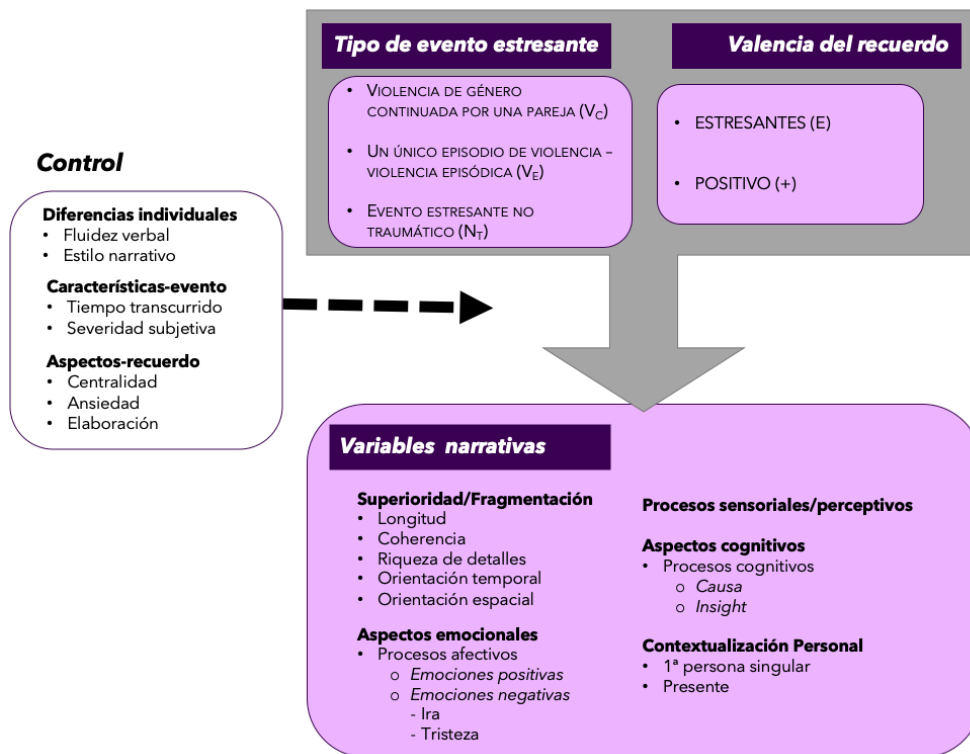 Tipo de evento estresante
• VIOLENCIA DE GÉNERO
CONTINUADA POR UNA PAREJA (VC)
• UN ÚNICO EPISODIO DE VIOLENCIA –
VIOLENCIA EPISÓDICA (VE)
• EVENTO ESTRESANTE NO
TRAUMÁTICO (NT)
Valencia del recuerdo
• ESTRESANTES (E)
• POSITIVO (+)
Control
Diferencias individuales
• Fluidez verbal
• Estilo narrativo
Características-evento
• Tiempo transcurrido
• Severidad subjetiva
Aspectos-recuerdo
• Centralidad
• Ansiedad
• Elaboración
Variables narrativas
Superioridad/Fragmentación
• Longitud
• Coherencia
• Riqueza de detalles
• Orientación temporal
• Orientación espacial
Aspectos emocionales
• Procesos afectivos
o Emociones positivas
o Emociones negativas
- Ira
- Tristeza
Procesos sensoriales/perceptivos
Aspectos cognitivos
• Procesos cognitivos
o Causa
o Insight
Contextualización Personal
• 1ª persona singular
• Presente